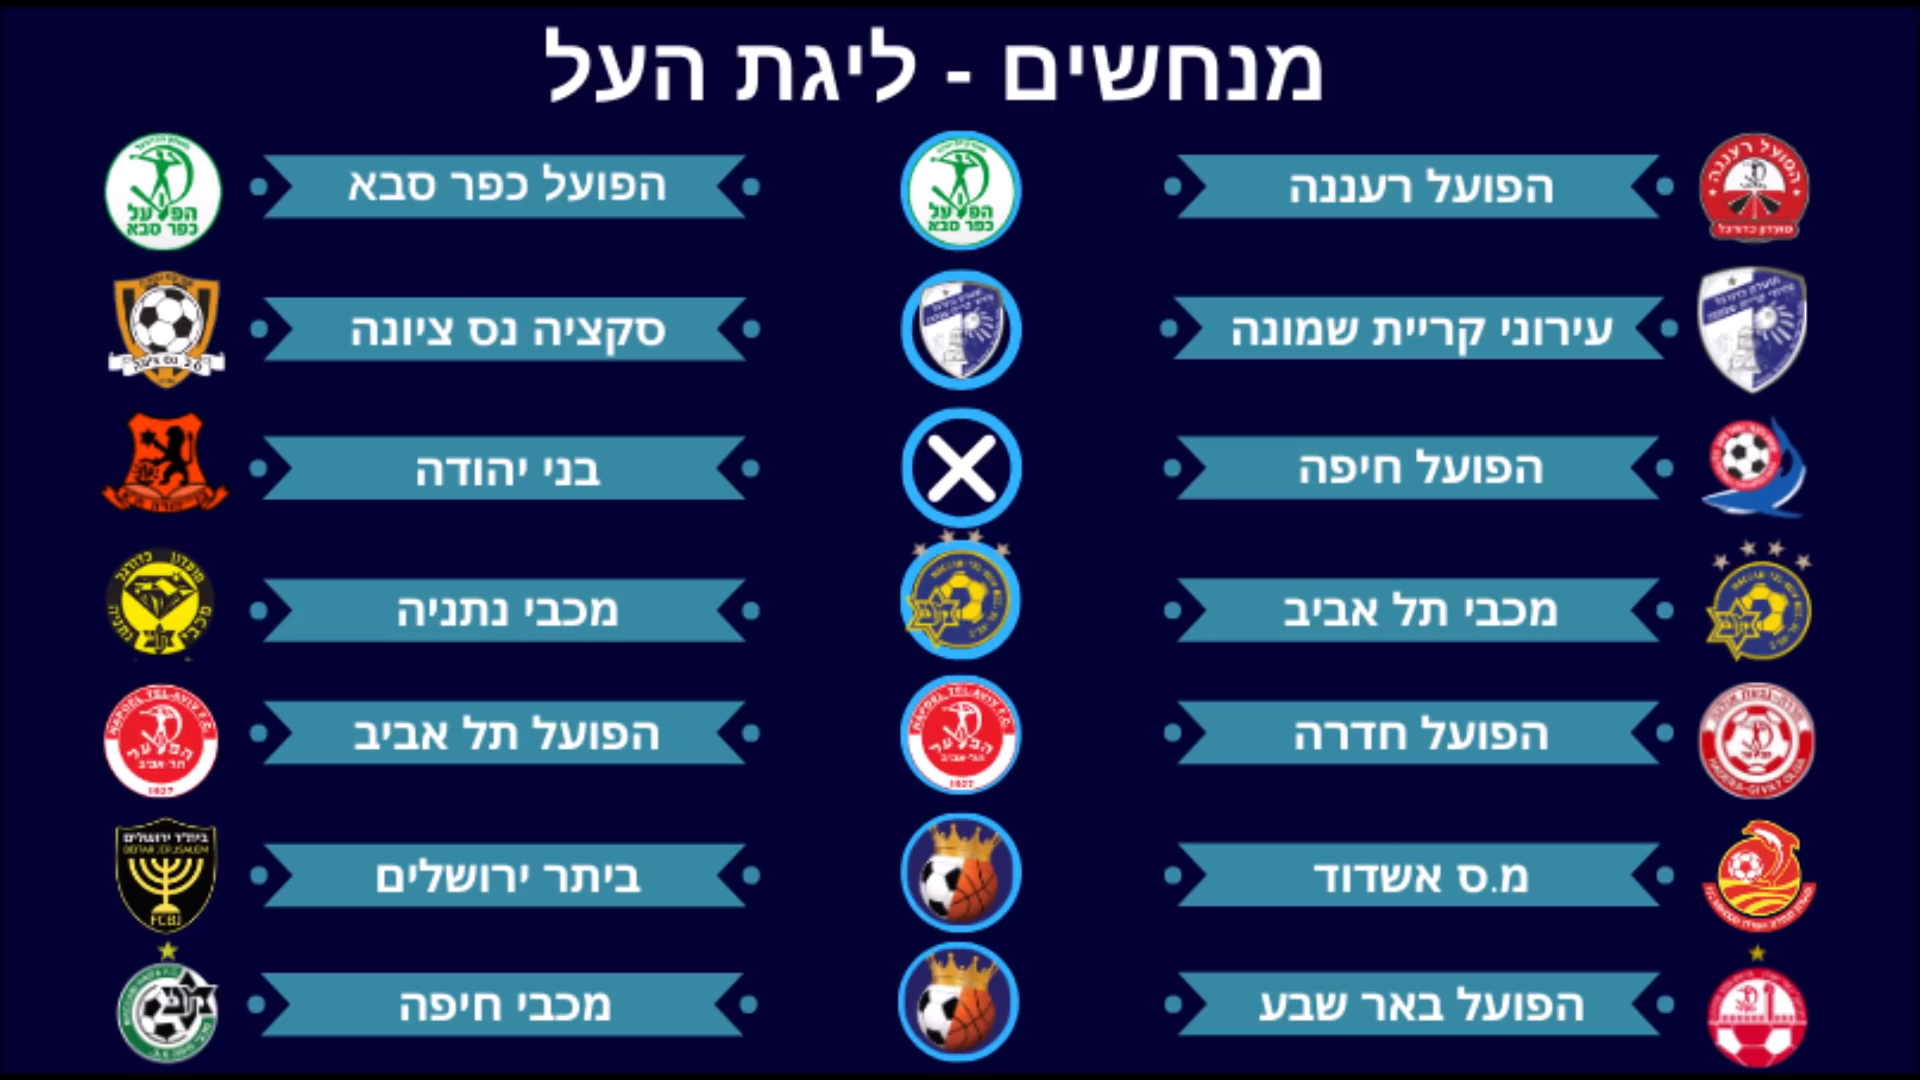 מנחשים - ליגת העל
הפועל רעננה
הפועל כפר סבא
עירוני קריית שמונה
סקציה נס ציונה
הפועל חיפה
בני יהודה
מכבי תל אביב
מכבי נתניה
הפועל חדרה
הפועל תל אביב
מ.ס אשדוד
ביתר ירושלים
הפועל באר שבע
מכבי חיפה